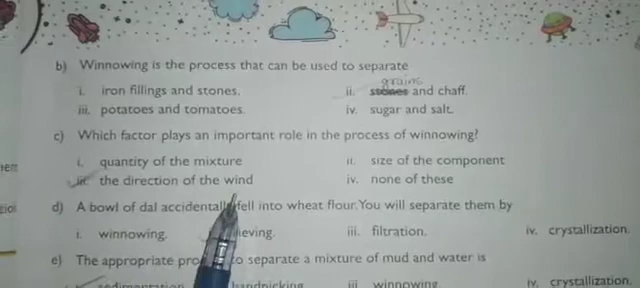 b) Winnowing is the process that can be used to separate
grains
i. iron fillings and stones. ii. stones and chaff.
iii. potatoes and tomatoes. iv. sugar and salt.
c) Which factor plays an important role in the process of winnowing?
i. quantity of the mixture ii. size of the component
iii. the direction of the wind iv. none of these
d) A bowl of dal accidentally fell into wheat flour. You will separate them by
i. winnowing. iii. filtration. iv. crystallization.
e) The appropriate to separate a mixture of mud and water is
handpicking iii winnowing iv. crystallization.